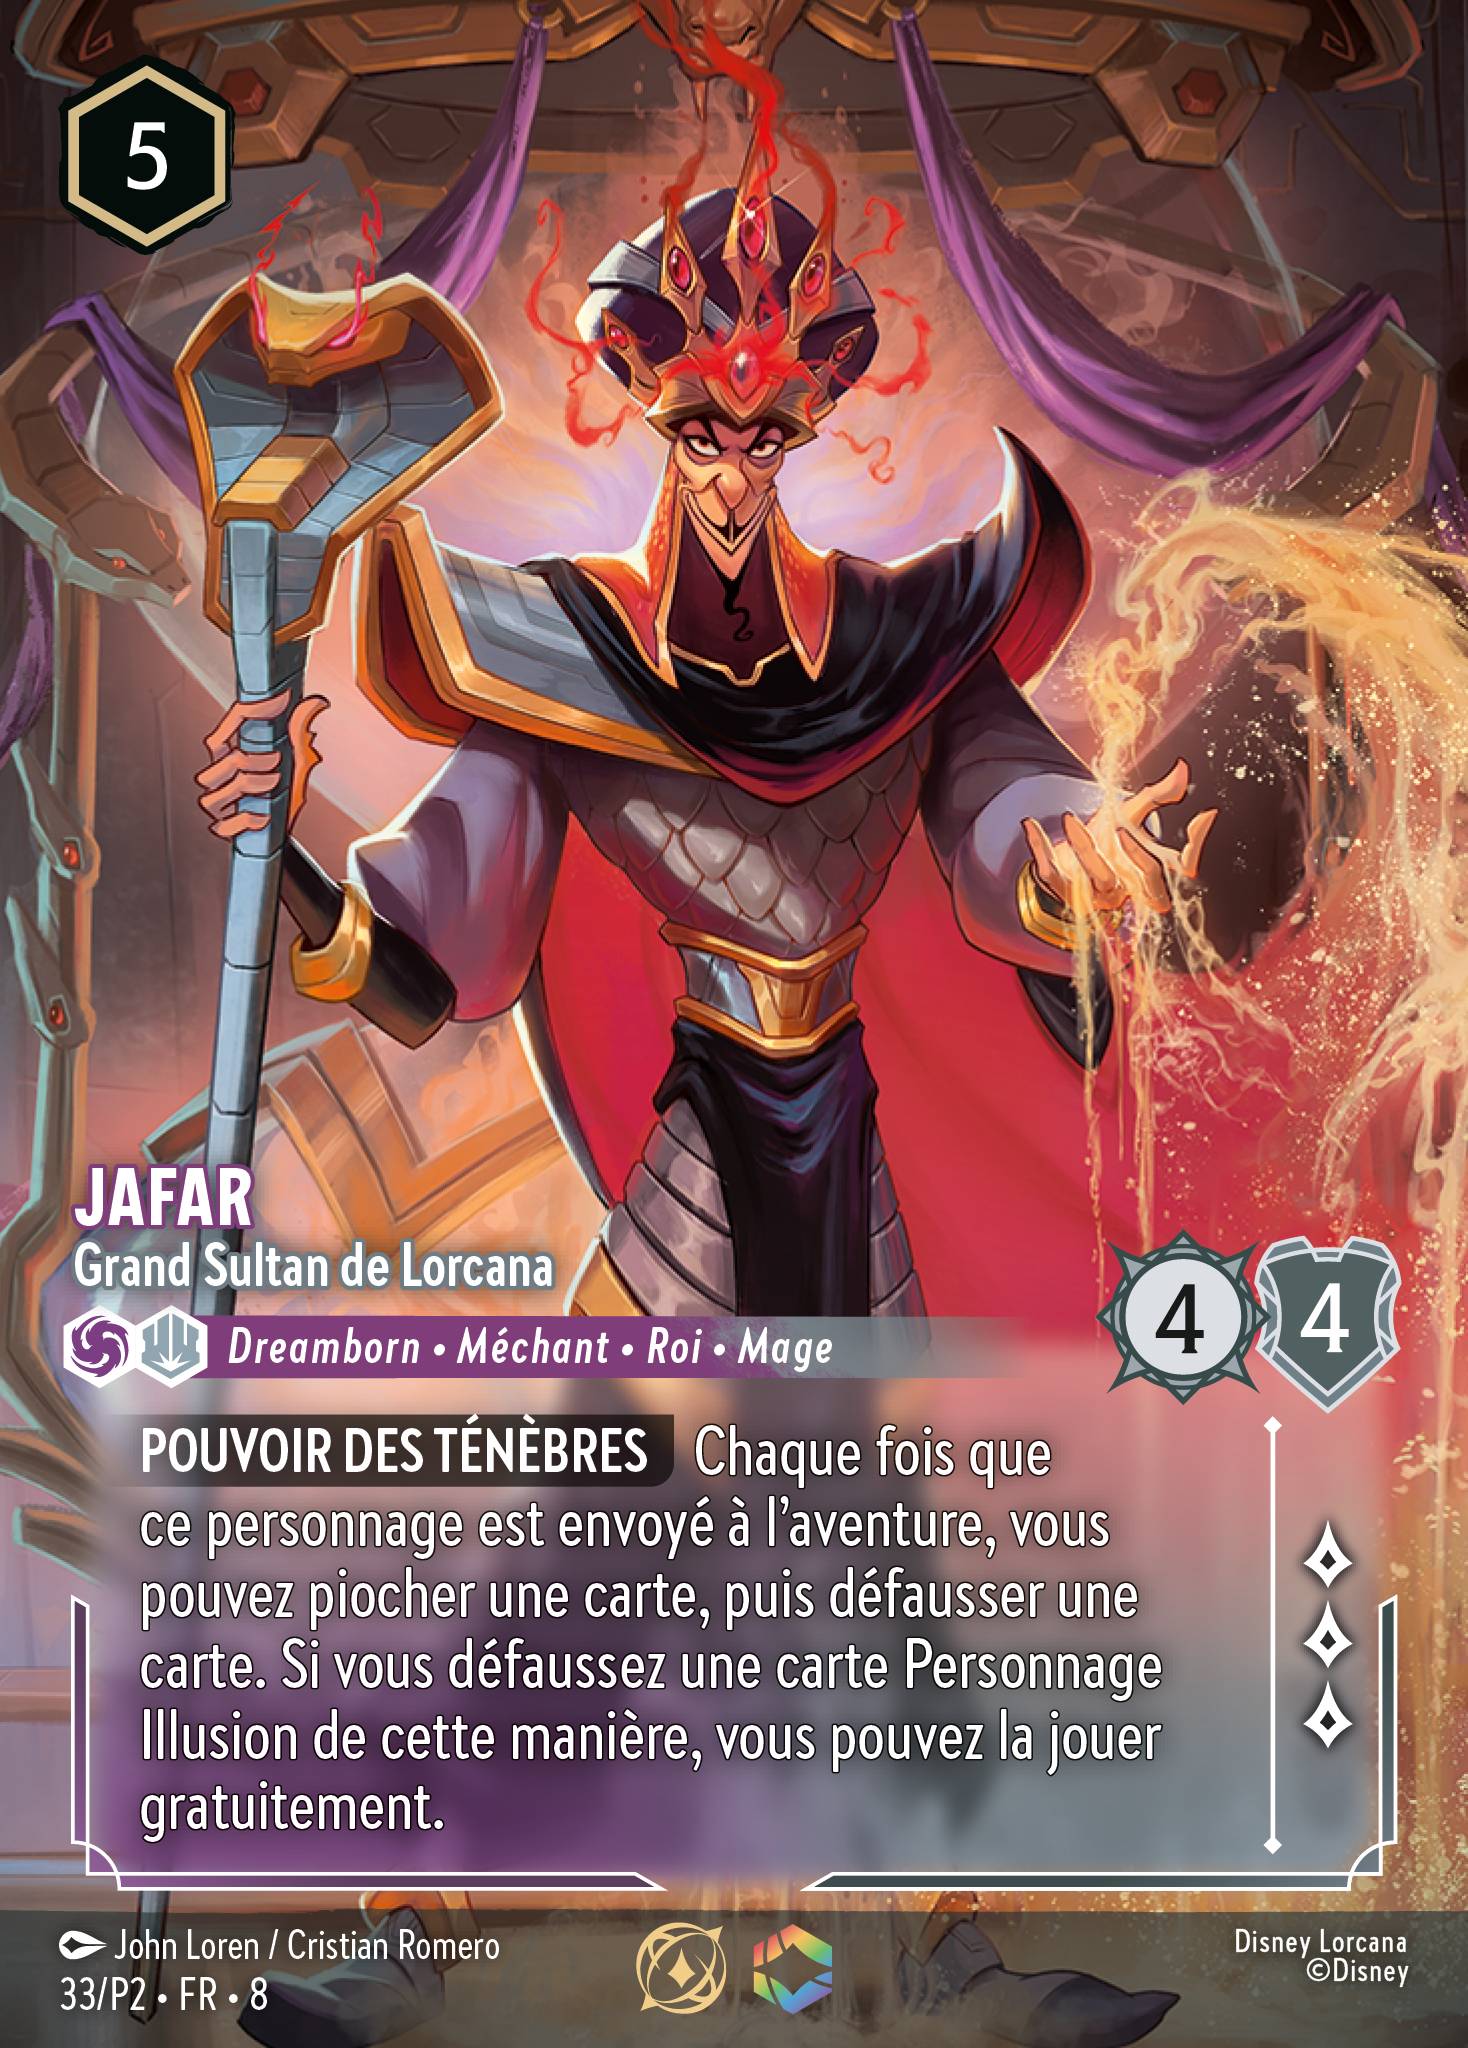 5
JAFAR
Grand Sultan de Lorcana
Dreamborn • Méchant • Roi • Mage
4
4
POUVOIR DES TÉNÈBRES Chaque fois que
ce personnage est envoyé à l’aventure, vous
pouvez piocher une carte, puis défausser une
carte. Si vous défaussez une carte Personnage
Illusion de cette manière, vous pouvez la jouer
gratuitement.
John Loren / Cristian Romero
33/P2 • FR • 8
Disney Lorcana
©Disney